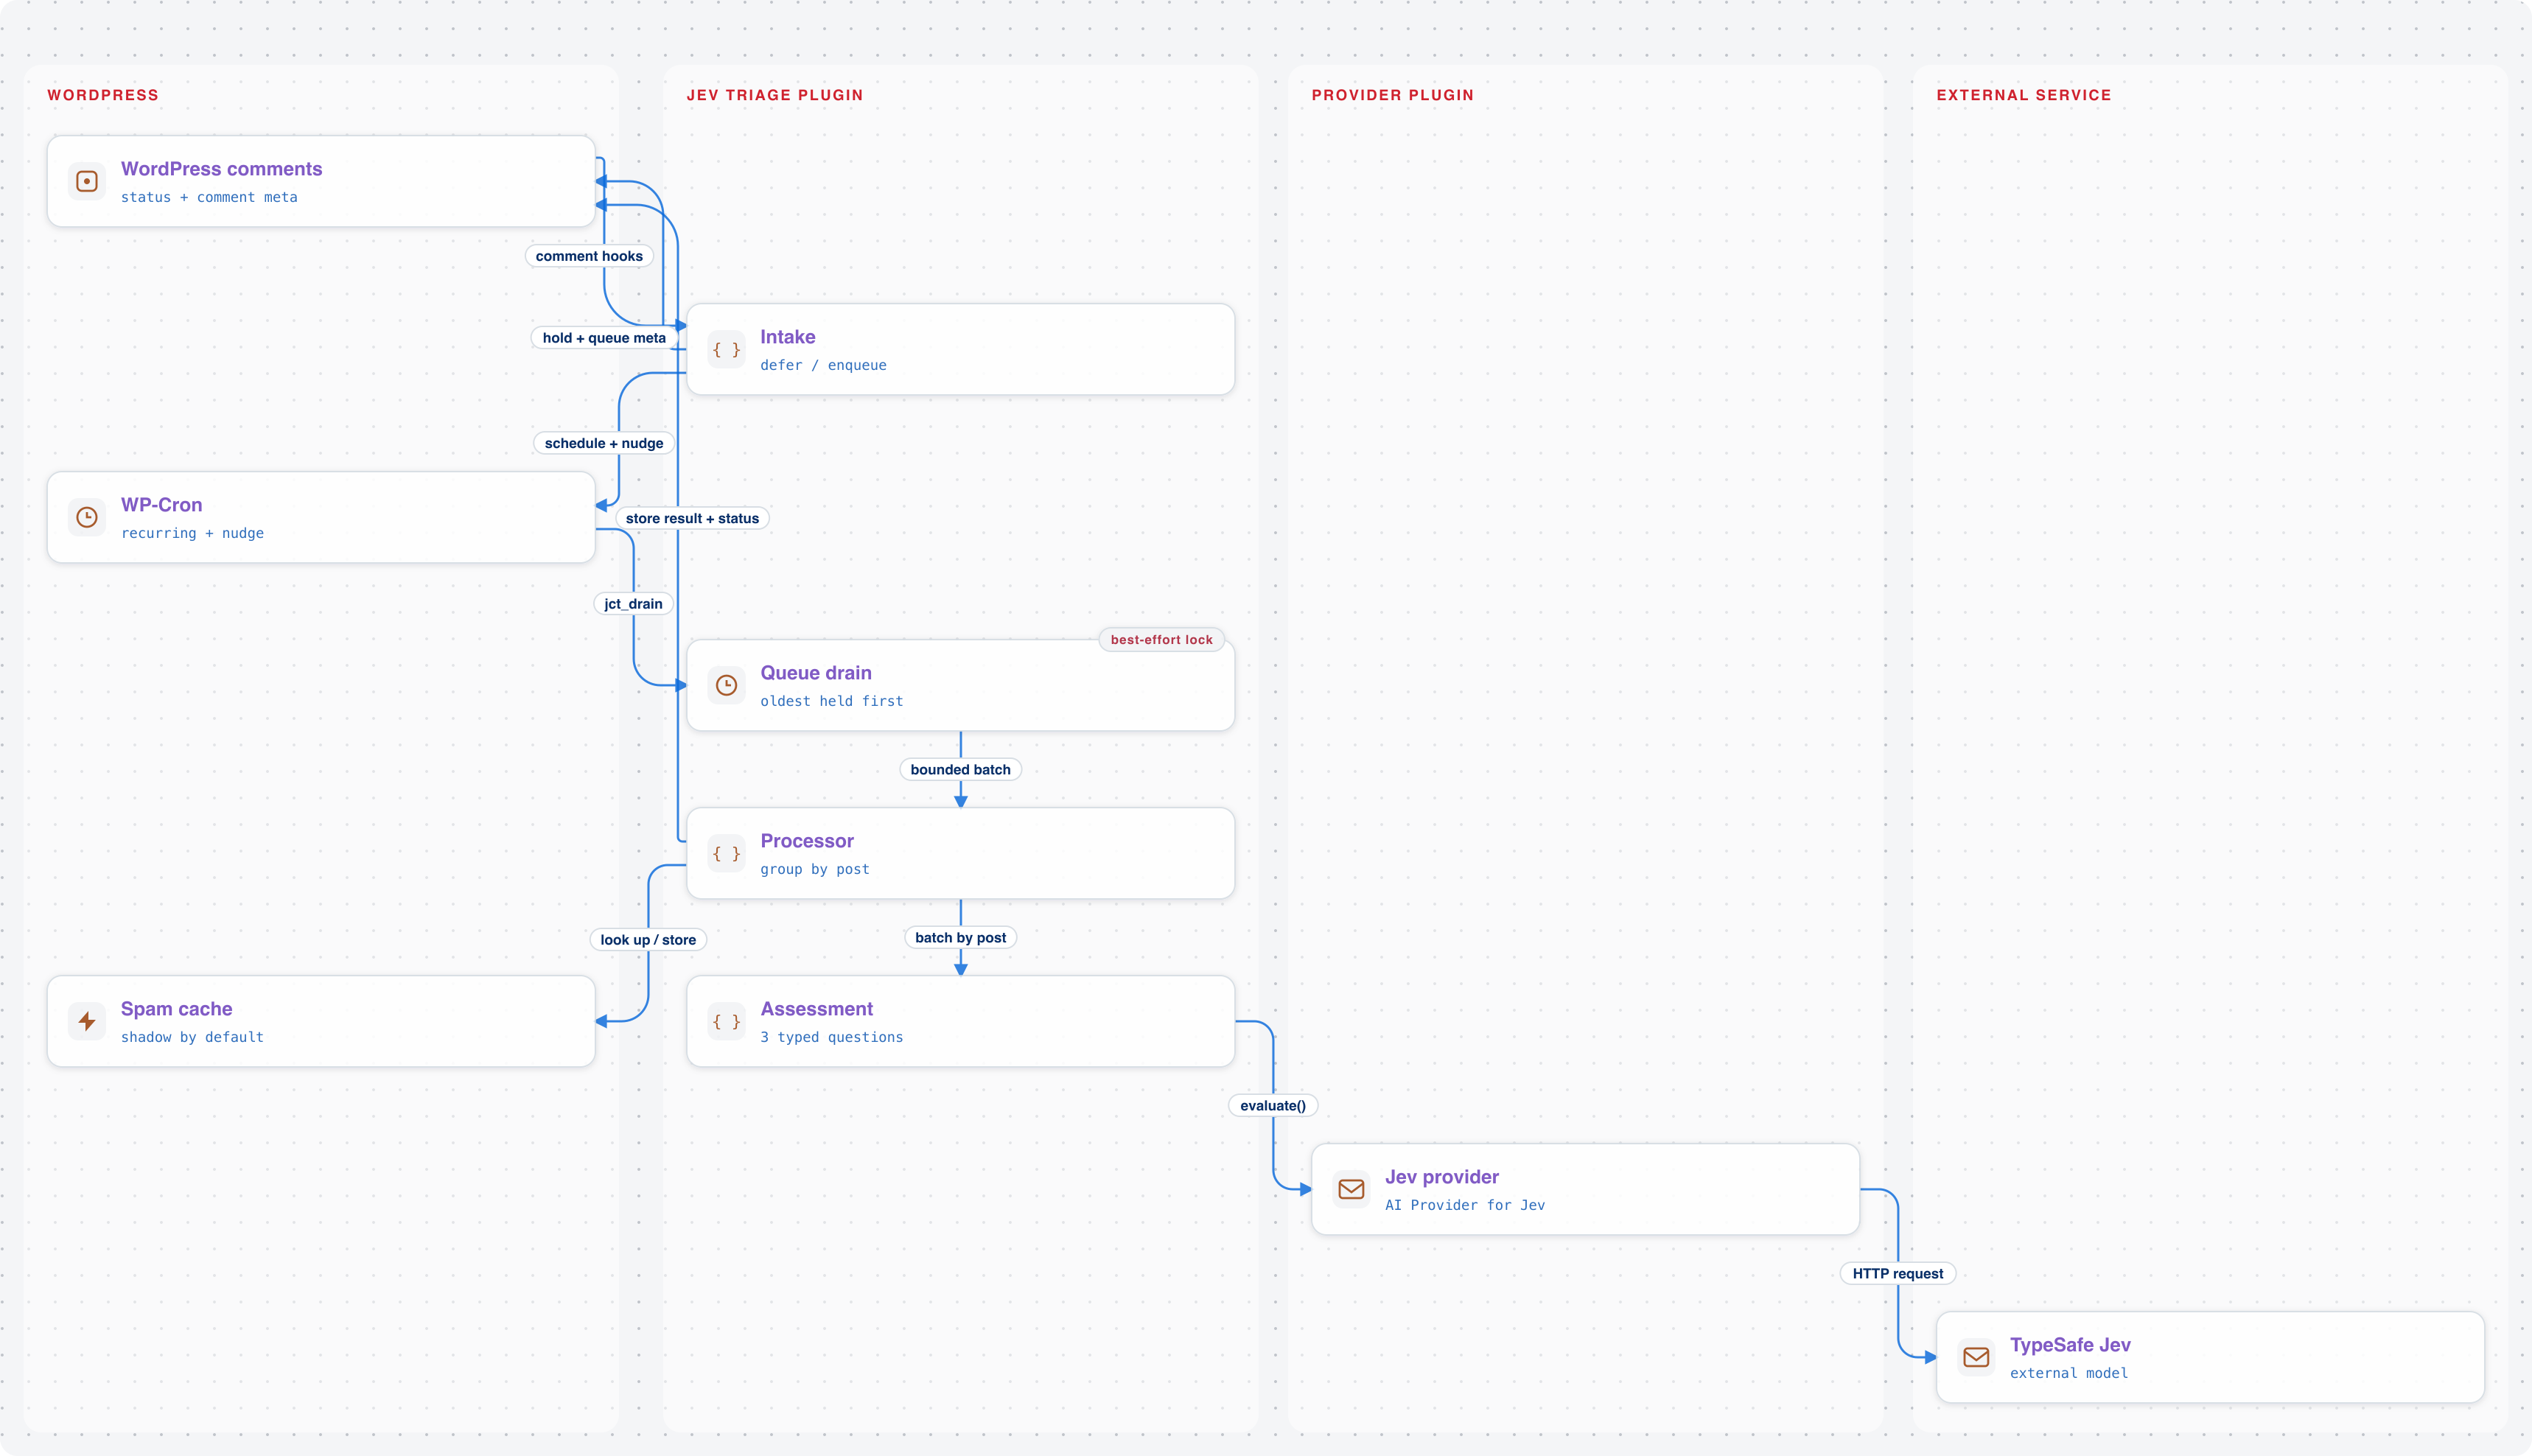 WORDPRESS
JEV TRIAGE PLUGIN
PROVIDER PLUGIN
EXTERNAL SERVICE
WordPress comments
status + comment meta
comment hooks
hold + queue meta
Intake
{ }
defer / enqueue
schedule + nudge
WP-Cron
recurring + nudge
store result + status
jct_drain
best-effort lock
Queue drain
oldest held first
bounded batch
Processor
{ }
group by post
look up / store
batch by post
Spam cache
shadow by default
Assessment
{ }
3 typed questions
evaluate()
Jev provider
AI Provider for Jev
HTTP request
TypeSafe Jev
external model